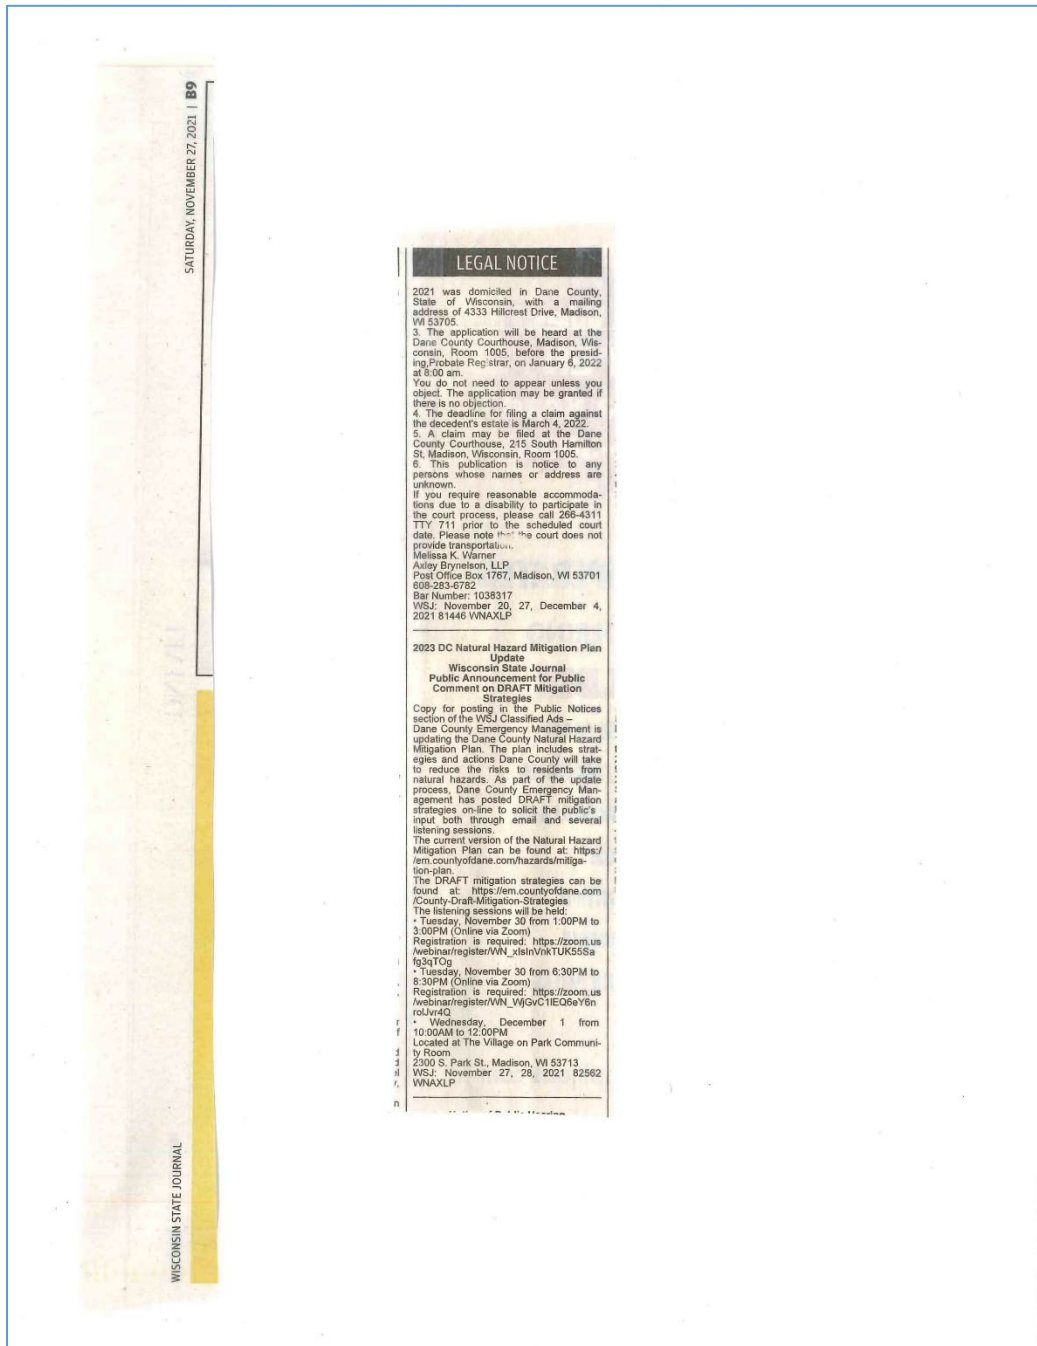 SATURDAY, NOVEMBER 27, 2021 | B9
WISCONSIN STATE JOURNAL
LEGAL NOTICE
2021 was domiciled in Dane County,
State of Wisconsin, with a mailing
address of 4333 Hillcrest Drive, Madison,
WI 53705.
3. The application will be heard at the
Dane County Courthouse, Madison, Wis-
consin, Room 1005, before the presid-
ing,Probate Registrar, on January 6, 2022
at 8:00 am.
You do not need to appear unless you
object. The application may be granted if
there is no objection.
4. The deadline for filing a claim against
the decedent's estate is March 4, 2022.
5. A claim may be filed at the Dane
County Courthouse, 215 South Hamilton
St, Madison, Wisconsin, Room 1005.
6. This publication is notice to any
persons whose names or address are
unknown.
If you require reasonable accommoda-
tions due to a disability to participate in
the court process, please call 266-4311
TTY 711 prior to the scheduled court
date. Please note that the court does not
provide transportation.
Melissa K. Warner
Axley Brynelson, LLP
Post Office Box 1767, Madison, WI 53701
608-283-6782
Bar Number: 1038317
WSJ: November 20, 27, December 4,
2021 81446 WNAXLP
2023 DC Natural Hazard Mitigation Plan
Update
Wisconsin State Journal
Public Announcement for Public
Comment on DRAFT Mitigation
Strategies
Copy for posting in the Public Notices
section of the WSJ Classified Ads –
Dane County Emergency Management is
updating the Dane County Natural Hazard
Mitigation Plan. The plan includes strat-
egies and actions Dane County will take
to reduce the risks to residents from
natural hazards. As part of the update
process, Dane County Emergency Man-
agement has posted DRAFT mitigation
strategies on-line to solicit the public's
input both through email and several
listening sessions.
The current version of the Natural Hazard
Mitigation Plan can be found at: https:/
/em.countyofdane.com/hazards/mitiga-
tion-plan.
The DRAFT mitigation strategies can be
found at: https://em.countyofdane.com
/County-Draft-Mitigation-Strategies
The listening sessions will be held:
• Tuesday, November 30 from 1:00PM to
3:00PM (Online via Zoom)
Registration is required: https://zoom.us
/webinar/register/WN_xIsInVnkTUK55Sa
fg3qTOg
• Tuesday, November 30 from 6:30PM to
8:30PM (Online via Zoom)
Registration is required: https://zoom.us
/webinar/register/WN_WjGvC1IEQ6eY6n
rolJvr4Q
• Wednesday, December 1 from
10:00AM to 12:00PM
Located at The Village on Park Communi-
ty Room
2300 S. Park St., Madison, WI 53713
WSJ: November 27, 28, 2021 82562
WNAXLP